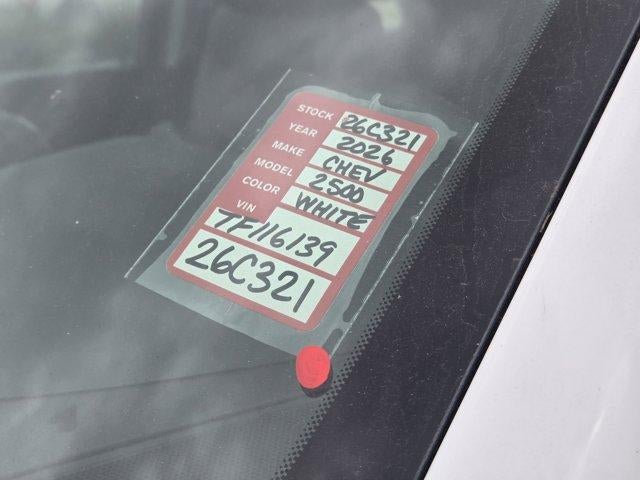 STOCK 26C321
YEAR 2026
MAKE CHEV
MODEL 2500
COLOR WHITE
VIN
TF116139
26C321